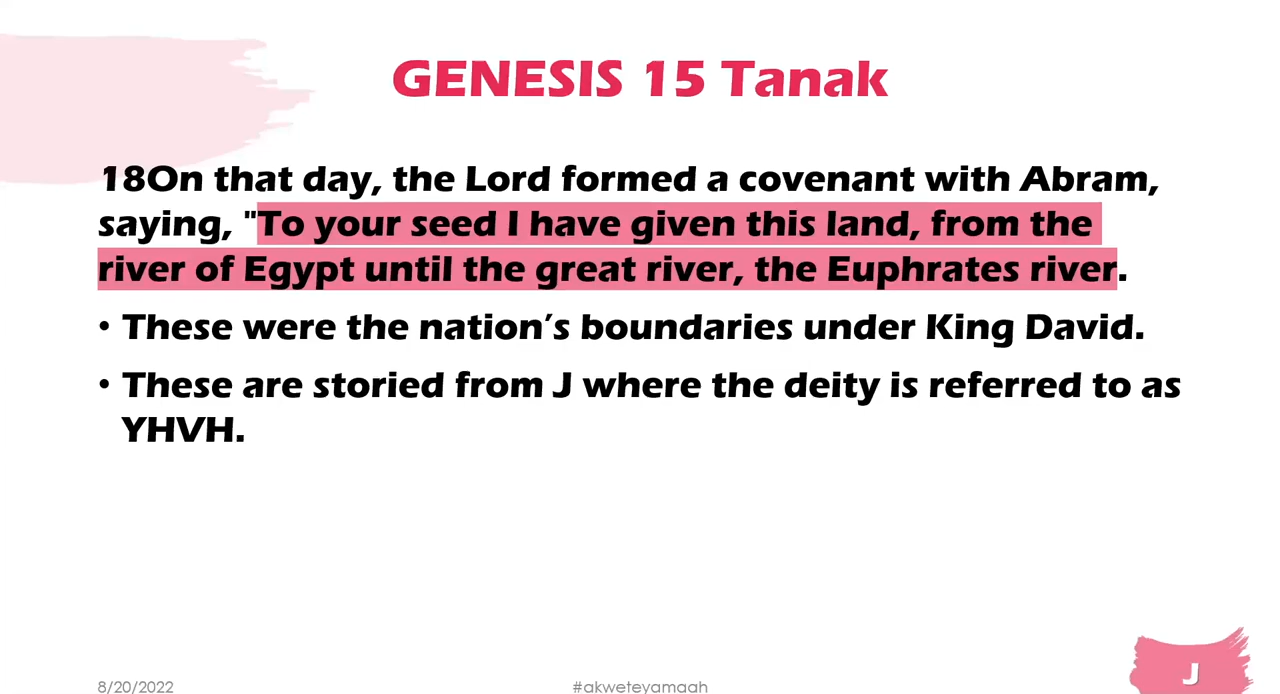 GENESIS 15 Tanak
18On that day, the Lord formed a covenant with Abram,
saying, "To your seed I have given this land, from the
river of Egypt until the great river, the Euphrates river.
• These were the nation’s boundaries under King David.
• These are storied from J where the deity is referred to as
YHVH.
8/20/2022
#akweteyamaah
J